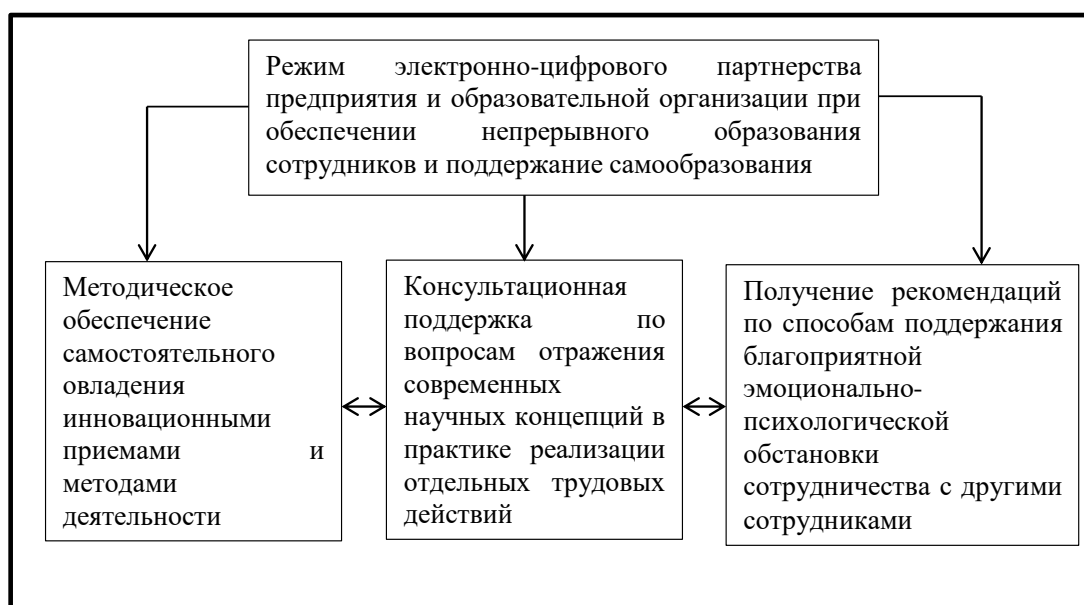 Режим электронно-цифрового партнерства
предприятия и образовательной организации при
обеспечении непрерывного образования
сотрудников и поддержание самообразования
Методическое
обеспечение
самостоятельного
овладения
инновационными
приемами и
методами
деятельности
Консультационная
поддержка по
вопросам отражения
современных
научных концепций в
практике реализации
отдельных трудовых
действий
Получение рекомендаций
по способам поддержания
благоприятной
эмоционально-
психологической
обстановки
сотрудничества с другими
сотрудниками